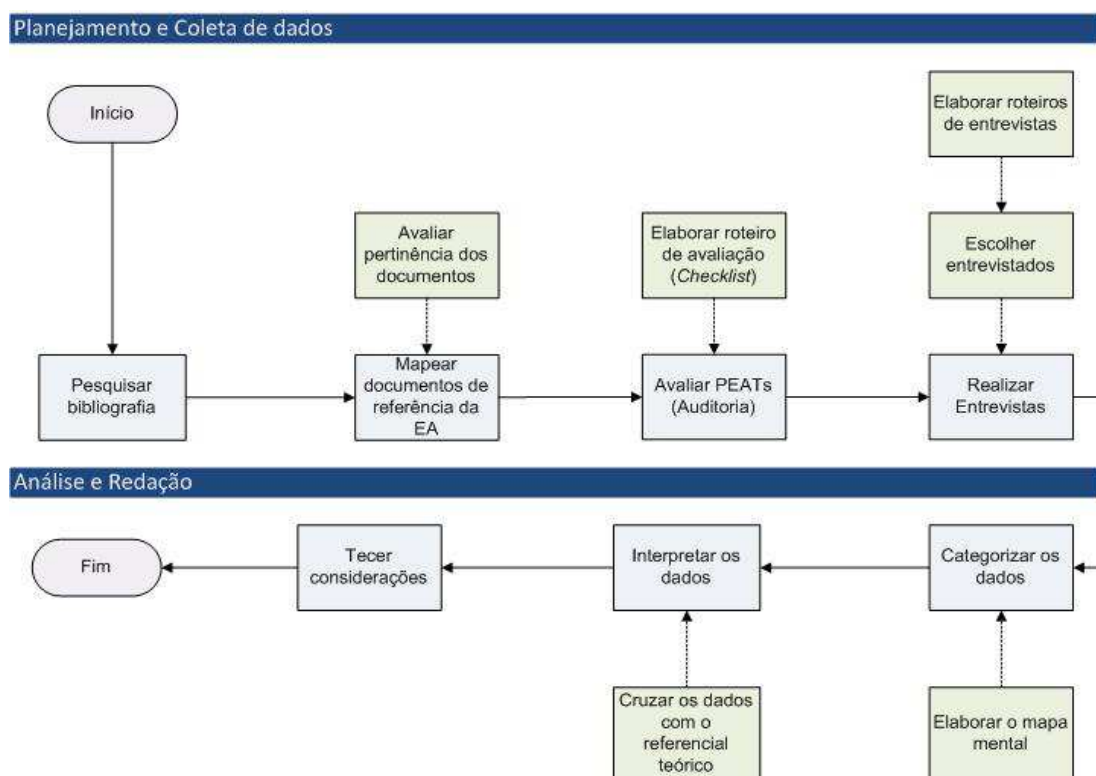 Planejamento e Coleta de dados
Início
Elaborar roteiros
de entrevistas
Avaliar
pertinência dos
documentos
Elaborar roteiro
de avaliação
(Checklist)
Escolher
entrevistados
Pesquisar
bibliografia
Mapear
documentos de
referência da
EA
Avaliar PEATs
(Auditoria)
Realizar
Entrevistas
Análise e Redação
Fim
Tecer
considerações
Interpretar os
dados
Categorizar os
dados
Cruzar os dados
com o
referencial
teórico
Elaborar o mapa
mental